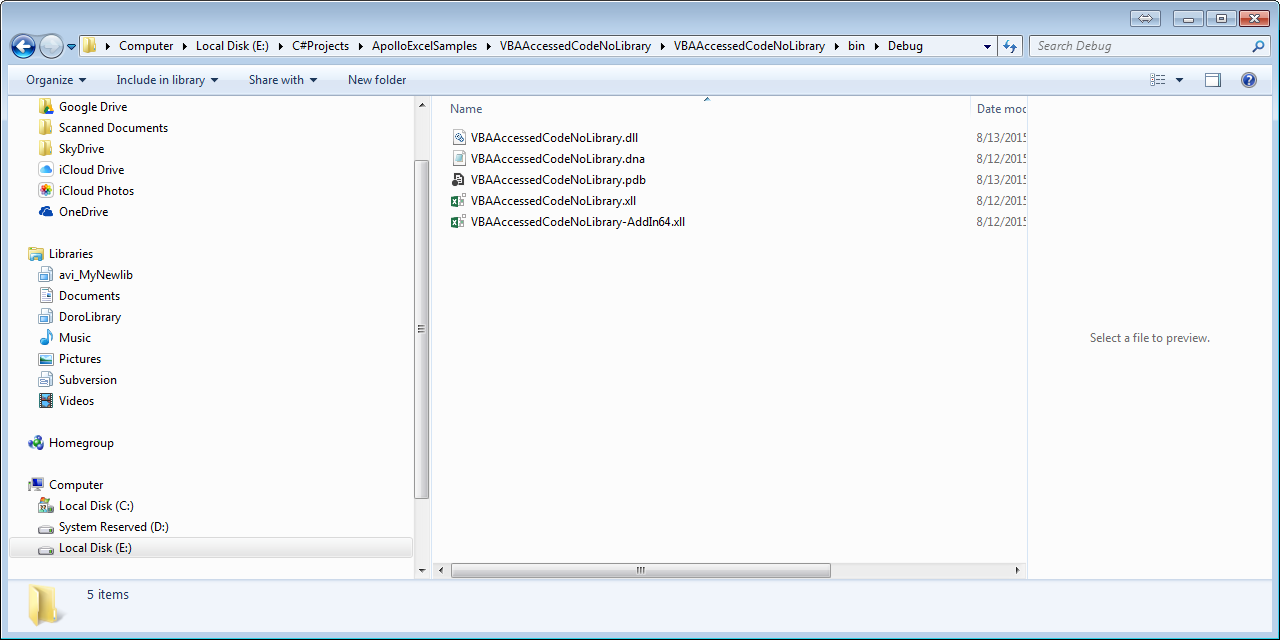 Computer ▸ Local Disk (E:) ▸ C#Projects ▸ ApolloExcelSamples ▸ VBAAccessedCodeNoLibrary ▸ VBAAccessedCodeNoLibrary ▸ bin ▸ Debug
Search Debug
Organize Include in library Share with New folder
Google Drive
Scanned Documents
SkyDrive
iCloud Drive
iCloud Photos
OneDrive
Libraries
avi_MyNewlib
Documents
DoroLibrary
Music
Pictures
Subversion
Videos
Homegroup
Computer
Local Disk (C:)
System Reserved (D:)
Local Disk (E:)
Name Date mod
VBAAccessedCodeNoLibrary.dll 8/13/2015
VBAAccessedCodeNoLibrary.dna 8/12/2015
VBAAccessedCodeNoLibrary.pdb 8/13/2015
VBAAccessedCodeNoLibrary.xll 8/12/2015
VBAAccessedCodeNoLibrary-AddIn64.xll 8/12/2015
Select a file to preview.
5 items